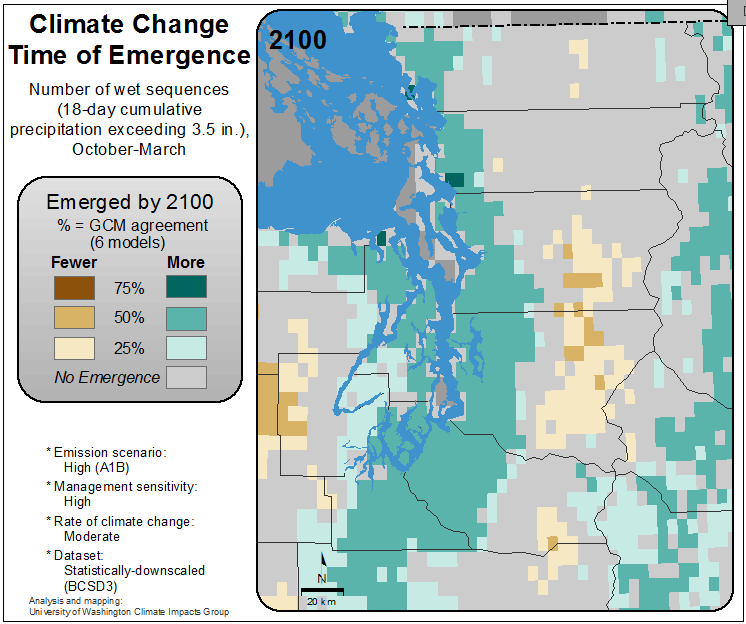 Climate Change
Time of Emergence
Number of wet sequences
(18-day cumulative
precipitation exceeding 3.5 in.),
October-March
Emerged by 2100
% = GCM agreement
(6 models)
Fewer More
75%
50%
25%
No Emergence
* Emission scenario:
High (A1B)
* Management sensitivity:
High
* Rate of climate change:
Moderate
* Dataset:
Statistically-downscaled
(BCSD3)
Analysis and mapping:
University of Washington Climate Impacts Group
2100
N
20 km